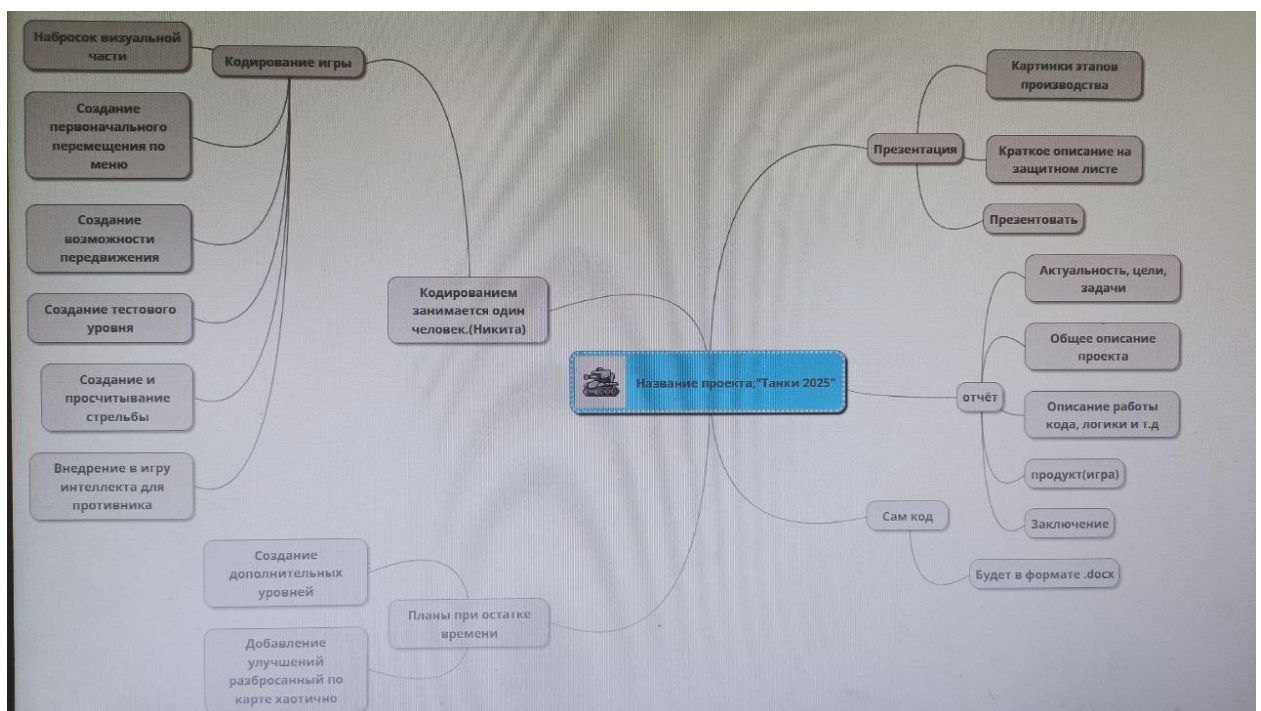 Набросок визуальной
части
Кодирование игры
Создание
первоначального
перемещения по
меню
Создание
возможности
передвижения
Создание тестового
уровня
Создание и
просчитывание
стрельбы
Внедрение в игру
интеллекта для
противника
Кодированием
занимается один
человек.(Никита)
Название проекта;"Танки 2025"
Презентация
Картинки этапов
производства
Краткое описание на
защитном листе
Презентовать
отчёт
Актуальность, цели,
задачи
Общее описание
проекта
Описание работы
кода, логики и т.д
продукт(игра)
Заключение
Сам код
Будет в формате .docx
Планы при остатке
времени
Создание
дополнительных
уровней
Добавление
улучшений
разбросанный по
карте хаотично